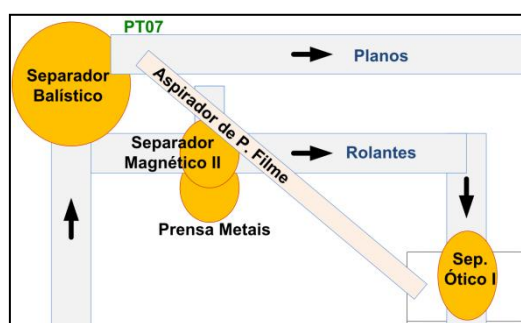 PT07
Separador
Balístico
Planos
Aspirador de P. Filme
Separador
Magnético II
Rolantes
Prensa Metais
Sep.
Ótico I